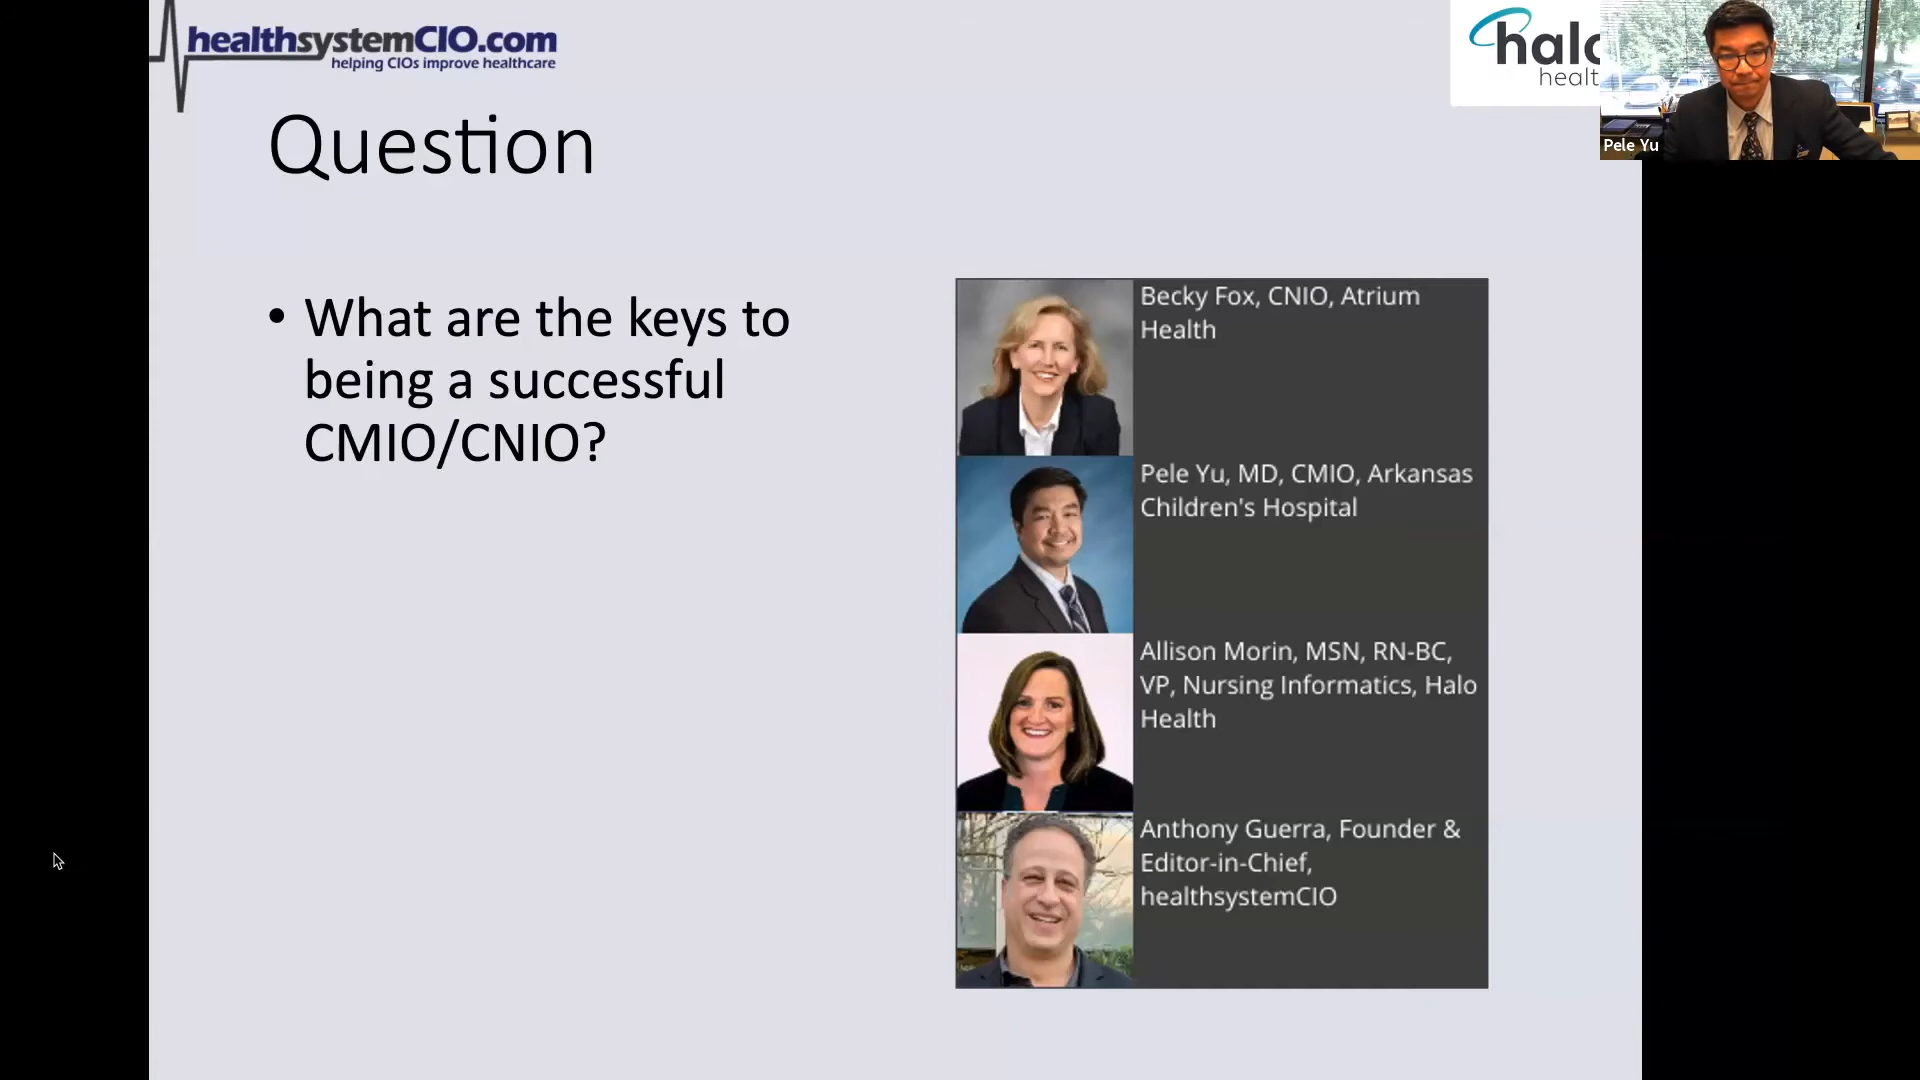 healthsystemCIO.com
helping CIOs improve healthcare
halo
health
Pele Yu
Question
• What are the keys to
being a successful
CMIO/CNIO?
Becky Fox, CNIO, Atrium
Health
Pele Yu, MD, CMIO, Arkansas
Children's Hospital
Allison Morin, MSN, RN-BC,
VP, Nursing Informatics, Halo
Health
Anthony Guerra, Founder &
Editor-in-Chief,
healthsystemCIO